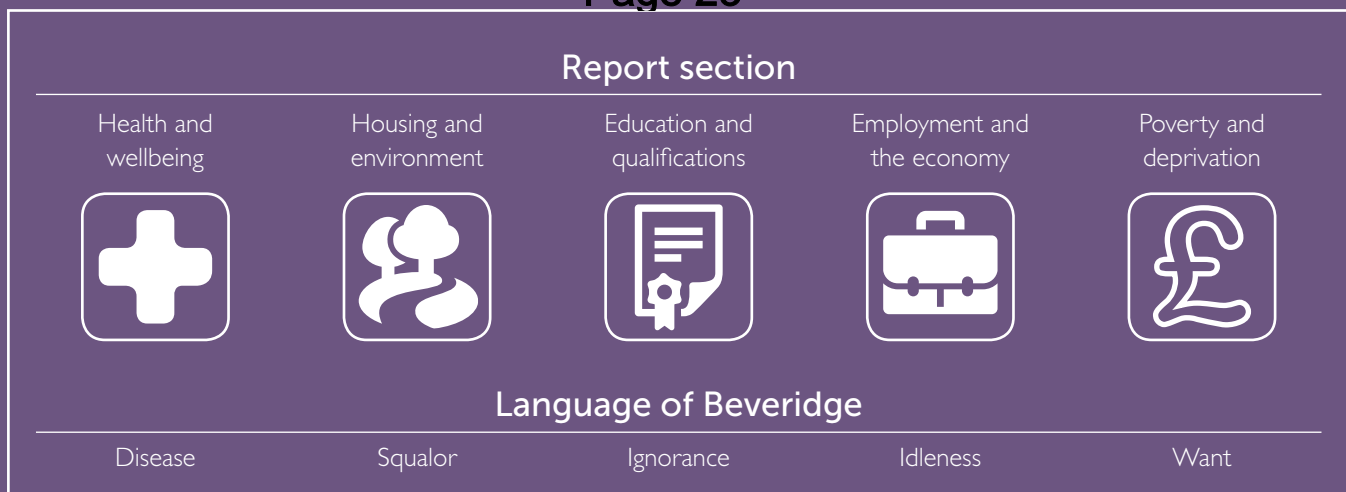 Report section
Health and
wellbeing
Housing and
environment
Education and
qualifications
Employment and
the economy
Poverty and
deprivation
£
Language of Beveridge
Disease
Squalor
Ignorance
Idleness
Want